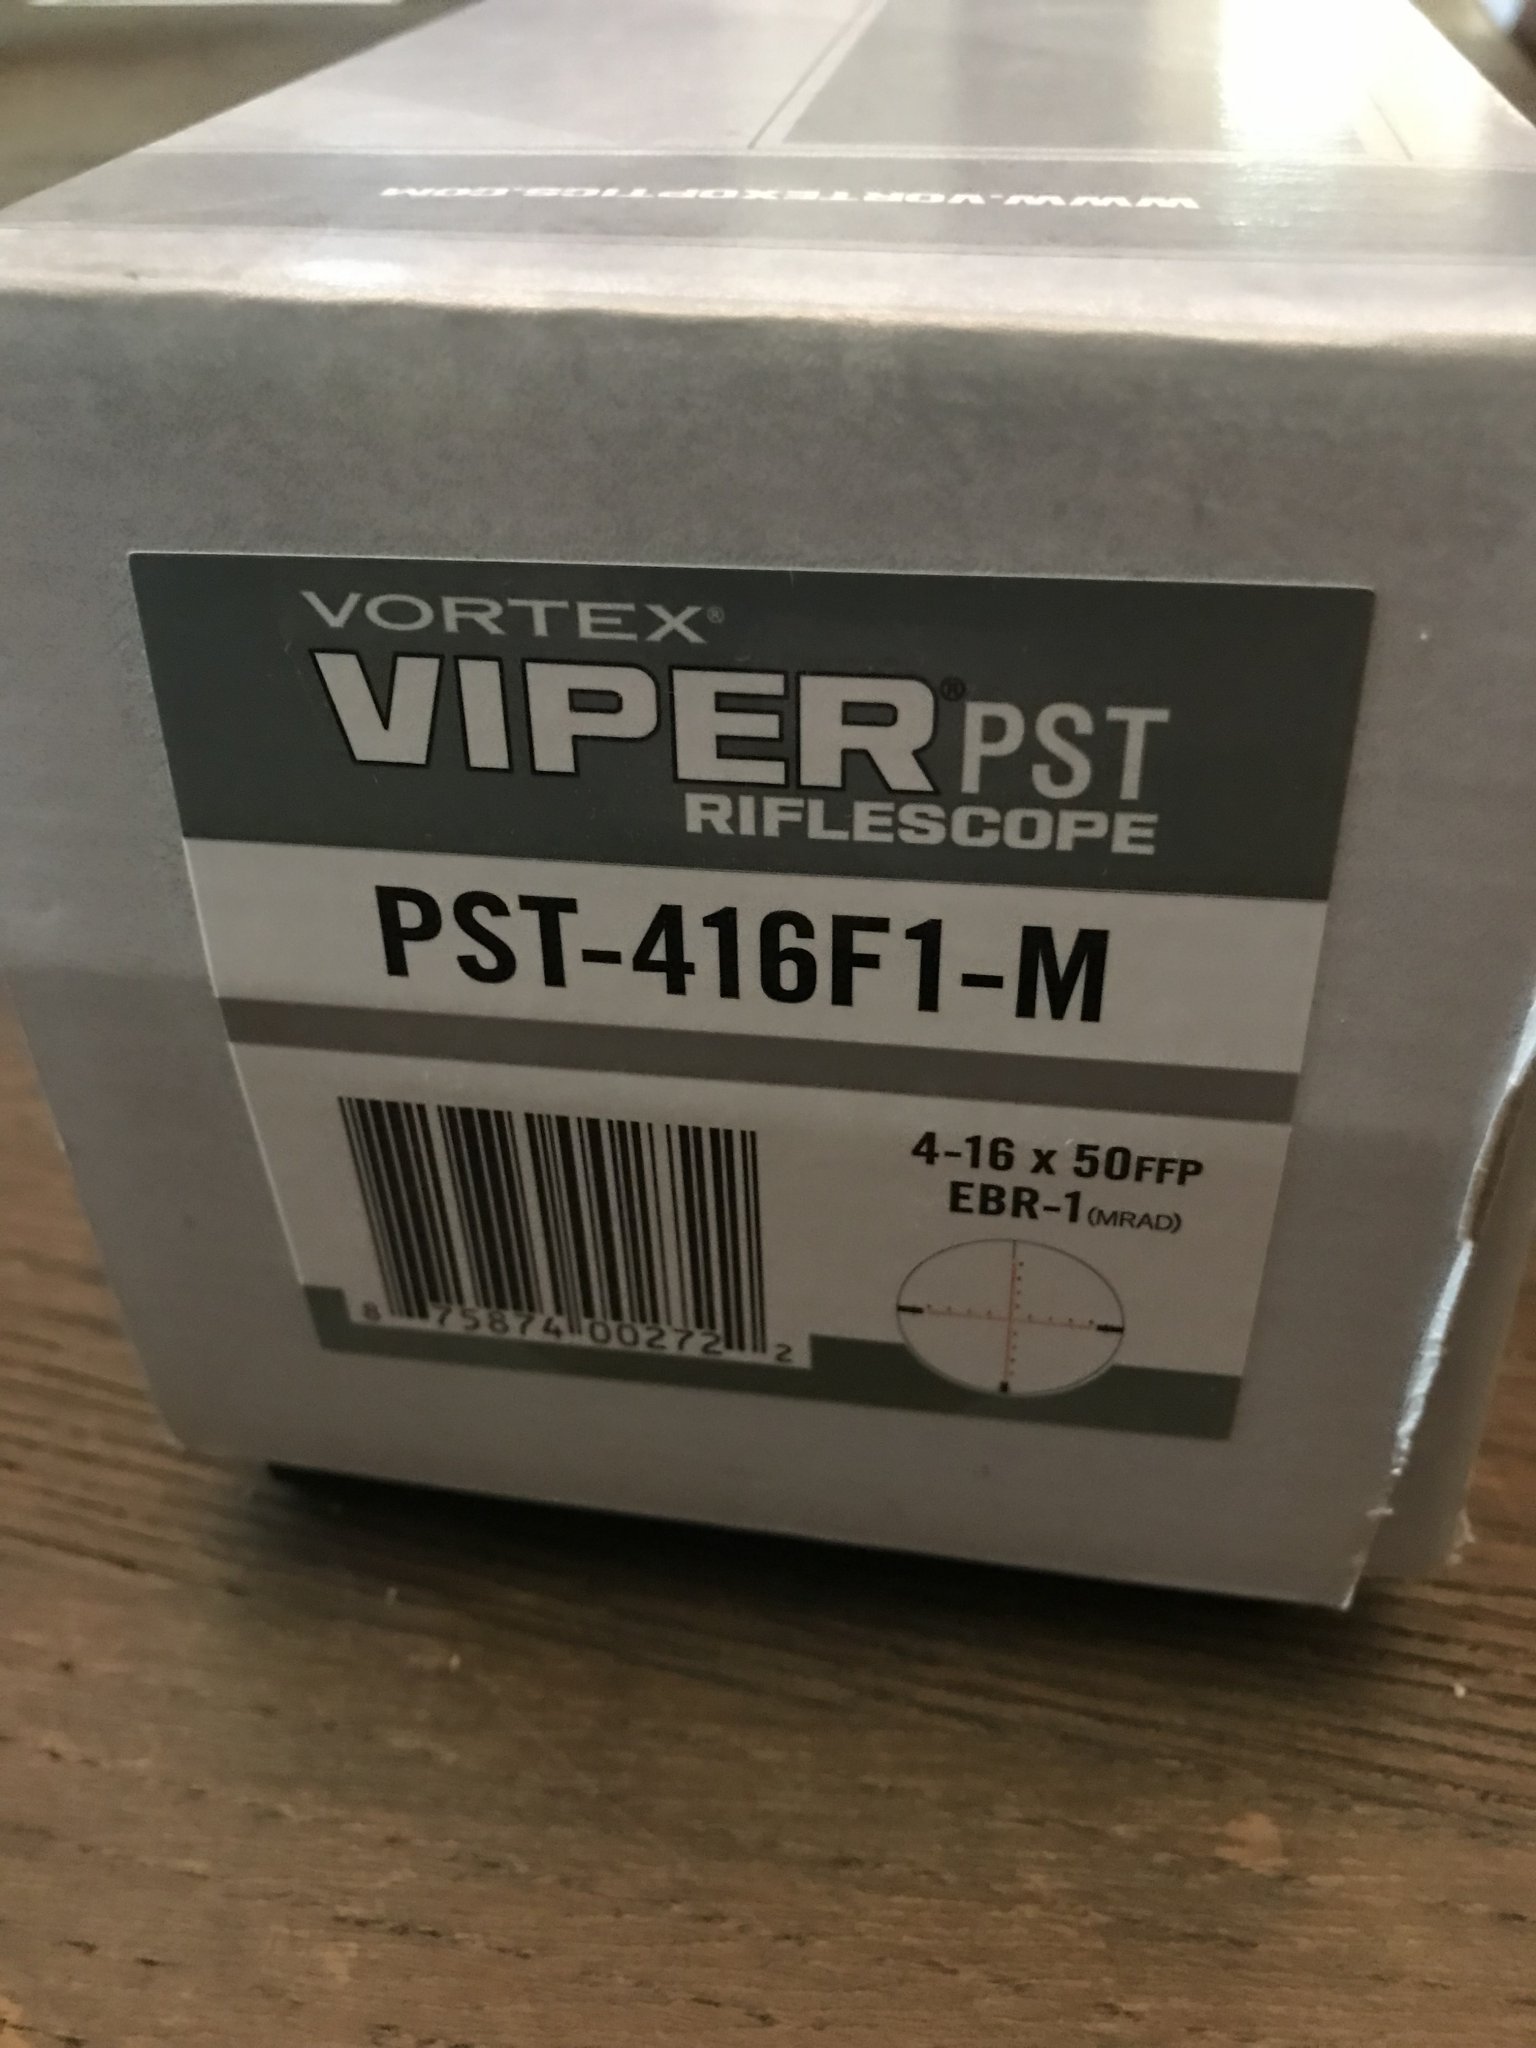 WWW.VORTEXOPTICS.COM
VORTEX®
VIPER® PST
RIFLESCOPE
PST-416F1-M
4-16 x 50FFP
EBR-1 (MRAD)
8 75874 00272 2